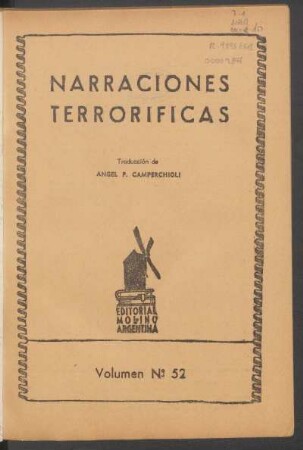 NARRACIONES
TERRORIFICAS
Traducción de
ANGEL P. CAMPERCHIOLI
EDITORIAL
MOLINO
ARGENTINA
Volumen Nº 52